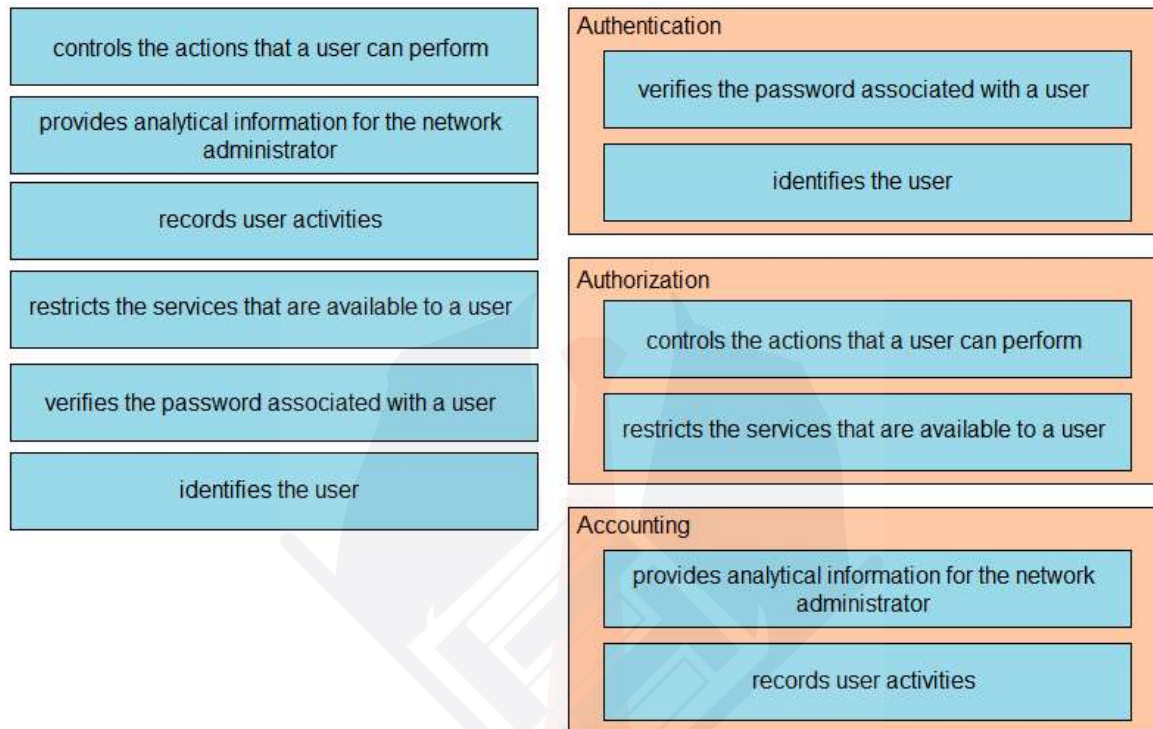 controls the actions that a user can perform
provides analytical information for the network
administrator
records user activities
restricts the services that are available to a user
verifies the password associated with a user
identifies the user
Authentication
verifies the password associated with a user
identifies the user
Authorization
controls the actions that a user can perform
restricts the services that are available to a user
Accounting
provides analytical information for the network
administrator
records user activities